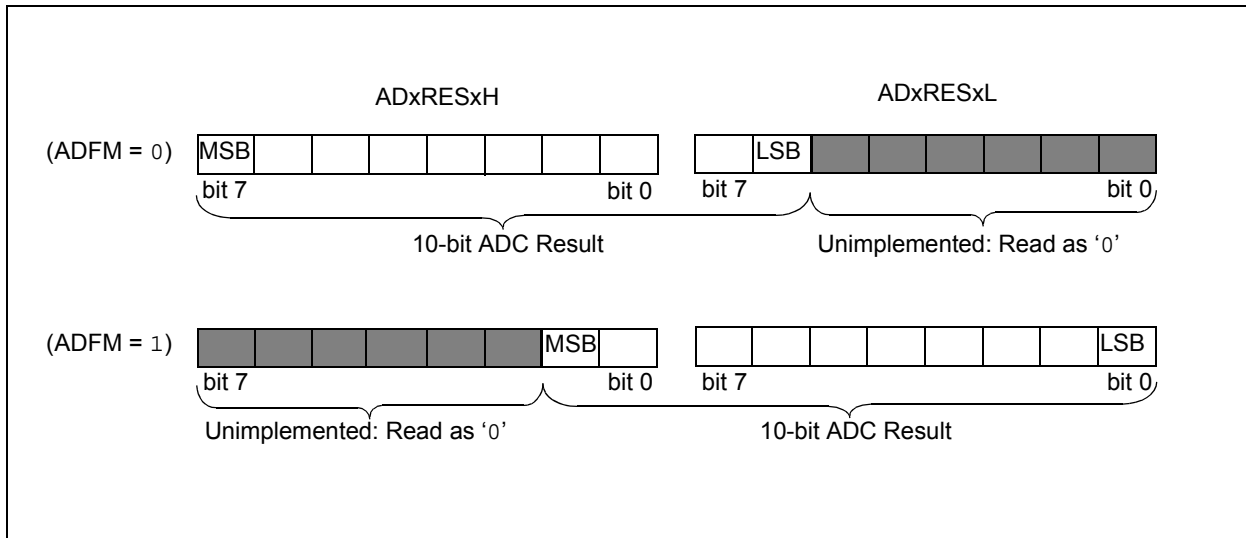 ADxRESxH ADxRESxL
(ADFM = 0) MSB LSB
bit 7 bit 0 bit 7 bit 0
10-bit ADC Result Unimplemented: Read as ‘0’
(ADFM = 1) MSB LSB
bit 7 bit 0 bit 7 bit 0
Unimplemented: Read as ‘0’ 10-bit ADC Result